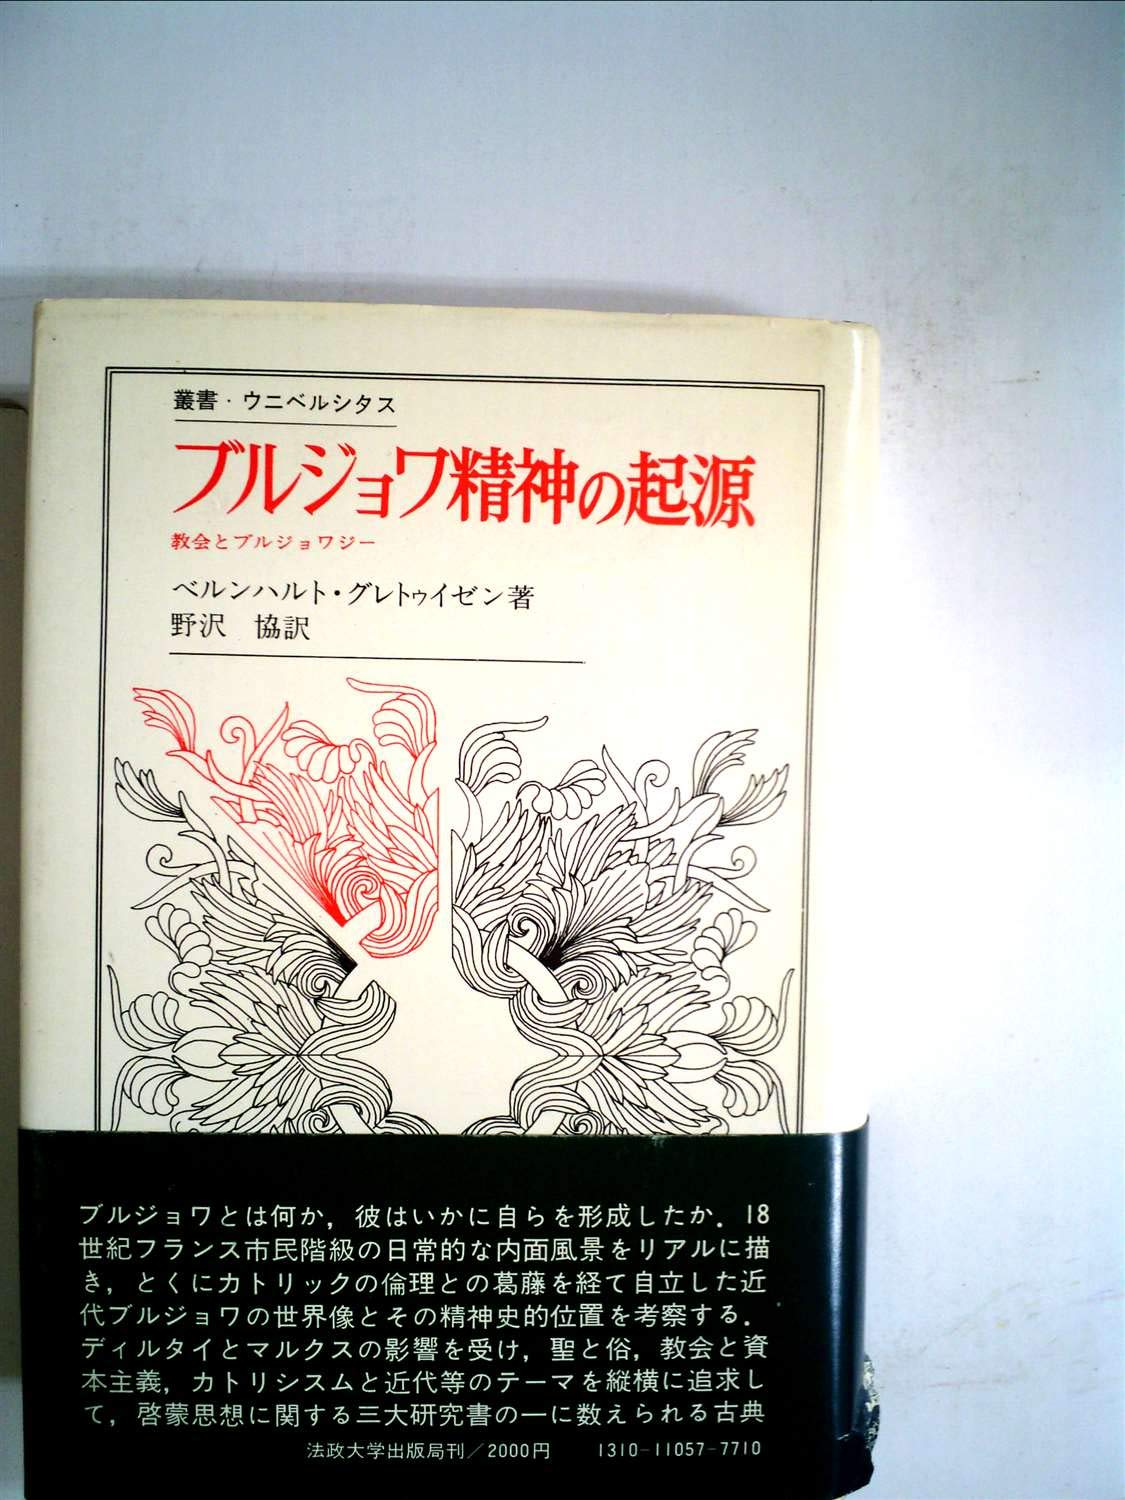 叢書・ウニベルシタス
ブルジョワ精神の起源
教会とブルジョワジー
ベルンハルト・グレトゥイゼン著
野沢　協訳
ブルジョワとは何か，彼はいかに自らを形成したか．18
世紀フランス市民階級の日常的な内面風景をリアルに描
き，とくにカトリックの倫理との葛藤を経て自立した近
代ブルジョワの世界像とその精神史的位置を考察する．
ディルタイとマルクスの影響を受け，聖と俗，教会と資
本主義，カトリシスムと近代等のテーマを縦横に追求し
て，啓蒙思想に関する三大研究書の一に数えられる古典
法政大学出版局刊／2000円　1310-11057-7710